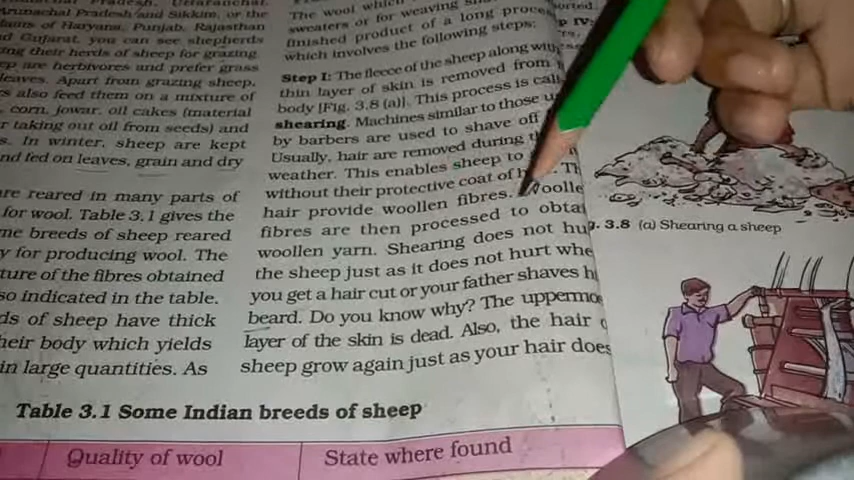 Arunachal Pradesh and Sikkim, or the
of Haryana, Punjab, Rajasthan
Gujarat, you can see shepherds
their herds of sheep for grazing.
are herbivores and prefer grass
leaves. Apart from grazing sheep,
also feed them on a mixture of
corn, jowar, oil cakes (material
taking out oil from seeds) and
In winter, sheep are kept
and fed on leaves, grain and dry
are reared in many parts of
for wool. Table 3.1 gives the
breeds of sheep reared
for producing wool. The
of the fibres obtained
so indicated in the table.
of sheep have thick
their body which yields
in large quantities. As
The wool which
sweaters or for weaving
finished product of a long
which involves the following steps:
Step I: The fleece of the sheep along
thin layer of skin is removed from
body [Fig. 3.8 (a)]. This process is
shearing. Machines similar to those
by barbers are used to shave off
Usually, hair are removed during
weather. This enables sheep to
without their protective coat of
hair provide woollen fibres.
fibres are then processed to
woollen yarn. Shearing does not
the sheep just as it does not hurt
you get a hair cut or your father shaves
beard. Do you know why? The
layer of the skin is dead. Also, the hair
sheep grow again just as your hair does
3.8 (a) Shearing a sheep
Table 3.1 Some Indian breeds of sheep
Quality of wool
State where found